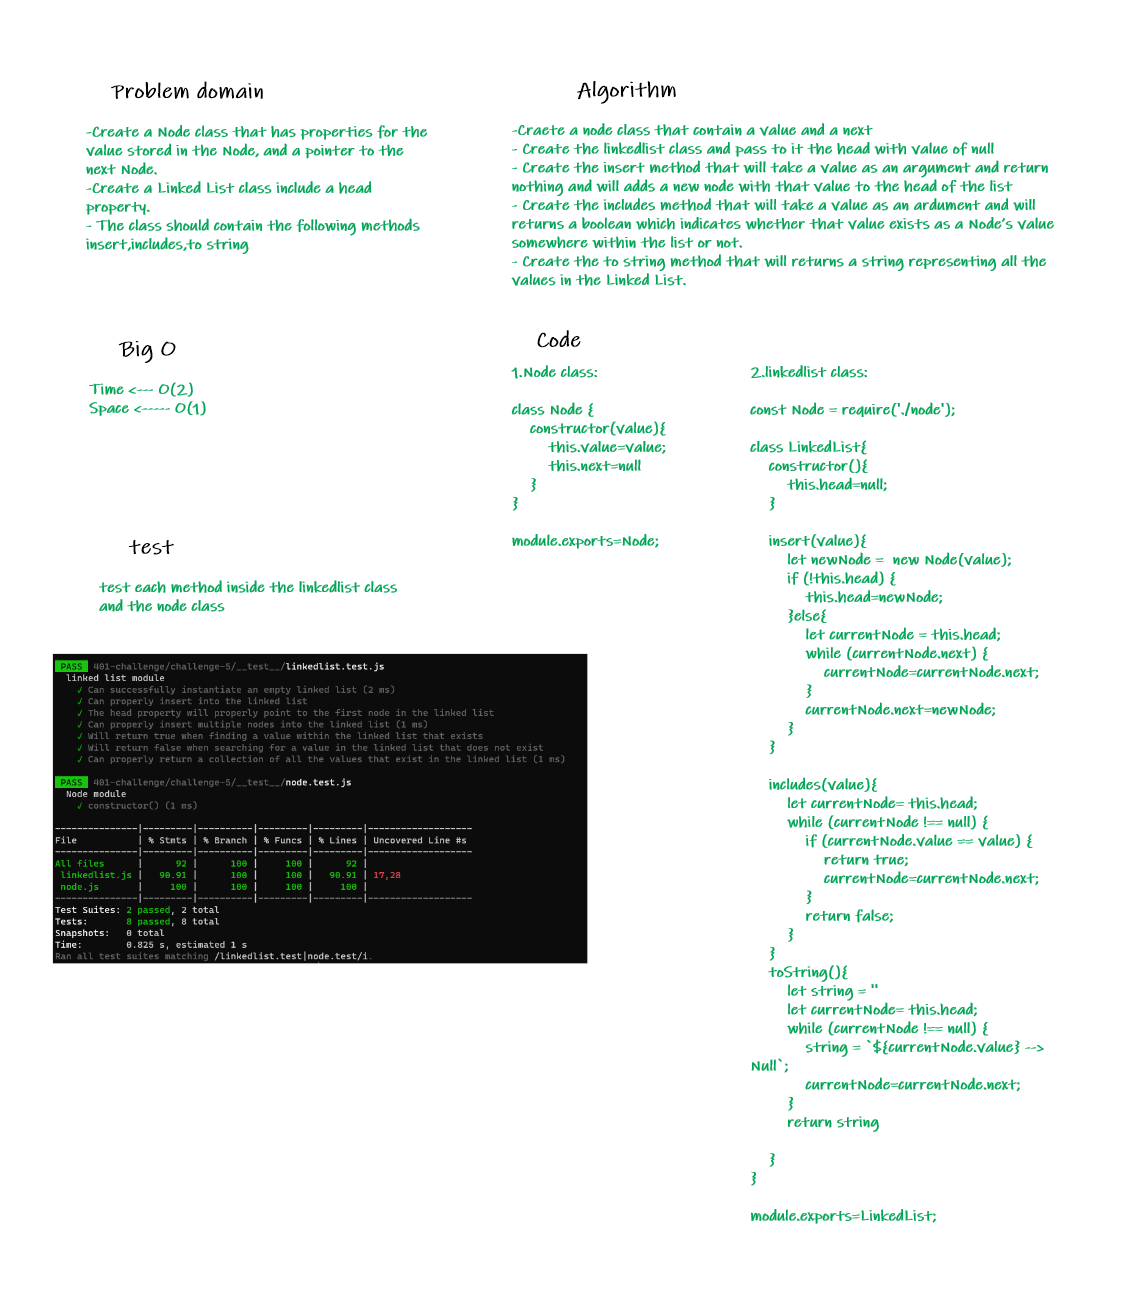 Problem domain
-Create a Node class that has properties for the
value stored in the Node, and a pointer to the
next Node.
-Create a Linked List class include a head
property.
- The class should contain the following methods
insert,includes,to string
Algorithm
-Craete a node class that contain a value and a next
- Create the linkedlist class and pass to it the head with value of null
- Create the insert method that will take a value as an argument and return
nothing and will adds a new node with that value to the head of the list
- Create the includes method that will take a value as an ardument and will
returns a boolean which indicates whether that value exists as a Node's value
somewhere within the list or not.
- Create the to string method that will returns a string representing all the
values in the Linked List.
Big O
Time <--- O(2)
Space <----- O(1)
test
test each method inside the linkedlist class
and the node class
PASS 401-challenge/challenge-5/__test__/linkedlist.test.js
linked list module
✓ Can successfully instantiate an empty linked list (2 ms)
✓ Can properly insert into the linked list
✓ The head property will properly point to the first node in the linked list
✓ Can properly insert multiple nodes into the linked list (1 ms)
✓ Will return true when finding a value within the linked list that exists
✓ Will return false when searching for a value in the linked list that does not exist
✓ Can properly return a collection of all the values that exist in the linked list (1 ms)
PASS 401-challenge/challenge-5/__test__/node.test.js
Node module
✓ constructor() (1 ms)
---------------|---------|----------|---------|---------|-------------------
File | % Stmts | % Branch | % Funcs | % Lines | Uncovered Line #s
---------------|---------|----------|---------|---------|-------------------
All files | 92 | 100 | 100 | 92 |
linkedlist.js | 90.91 | 100 | 100 | 90.91 | 17,28
node.js | 100 | 100 | 100 | 100 |
---------------|---------|----------|---------|---------|-------------------
Test Suites: 2 passed, 2 total
Tests: 8 passed, 8 total
Snapshots: 0 total
Time: 0.825 s, estimated 1 s
Ran all test suites matching /linkedlist.test|node.test/i.
Code
1.Node class:
class Node {
constructor(value){
this.value=value;
this.next=null
}
}
module.exports=Node;
2.linkedlist class:
const Node = require('./node');
class LinkedList{
constructor(){
this.head=null;
}
insert(value){
let newNode = new Node(value);
if (!this.head) {
this.head=newNode;
}else{
let currentNode = this.head;
while (currentNode.next) {
currentNode=currentNode.next;
}
currentNode.next=newNode;
}
}
includes(value){
let currentNode= this.head;
while (currentNode !== null) {
if (currentNode.value == value) {
return true;
currentNode=currentNode.next;
}
return false;
}
}
toString(){
let string = ''
let currentNode= this.head;
while (currentNode !== null) {
string = `${currentNode.value} -->
Null`;
currentNode=currentNode.next;
}
return string
}
}
module.exports=LinkedList;